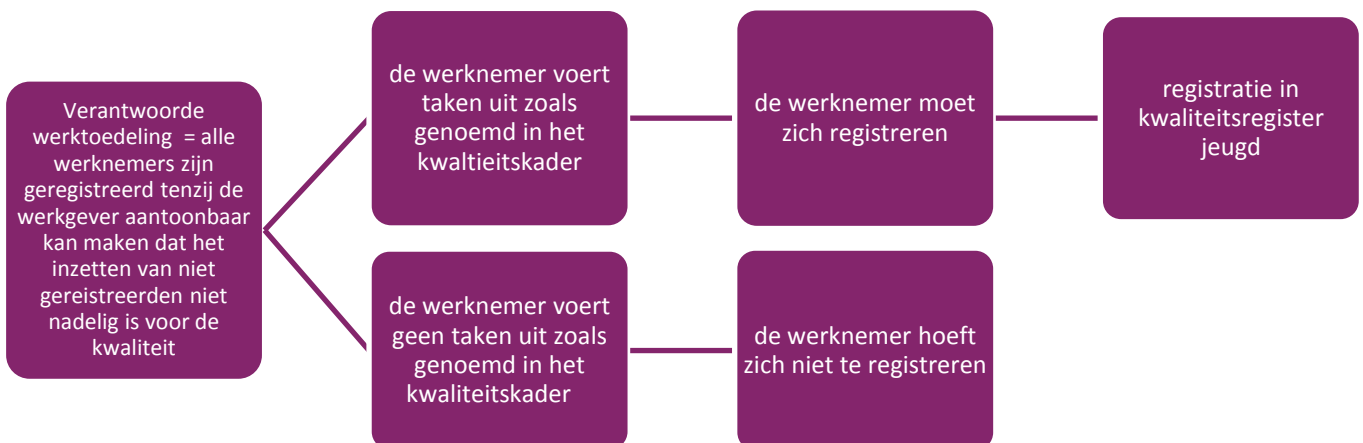 Verantwoorde
werktoedeling = alle
werknemers zijn
geregistreerd tenzij de
werkgever aantoonbaar
kan maken dat het
inzetten van niet
gereistreerden niet
nadelig is voor de
kwaliteit
de werknemer voert
taken uit zoals
genoemd in het
kwaltieitskader
de werknemer moet
zich registreren
registratie in
kwaliteitsregister
jeugd
de werknemer voert
geen taken uit zoals
genoemd in het
kwaliteitskader
de werknemer hoeft
zich niet te registreren